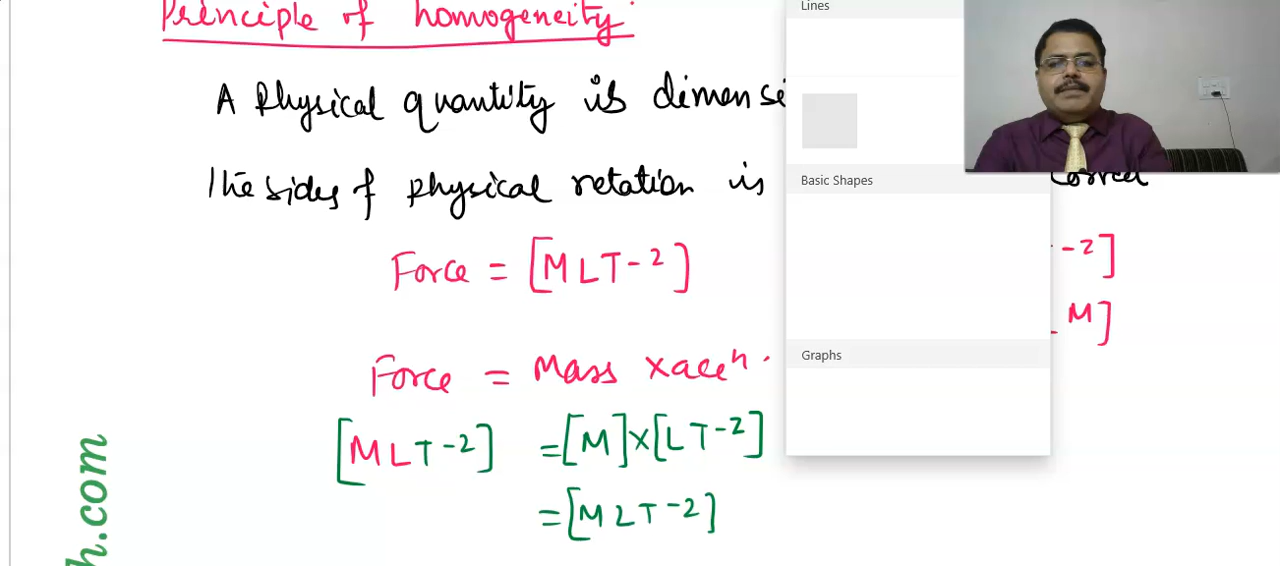 Principle of homogeneity
Lines
A Physical quantity is dimensi
Basic Shapes
The sides of physical relation is
Force = [MLT-2]
-2]
M]
Graphs
Force = Mass x acen.
[MLT-2] = [M]x[LT-2]
= [MLT-2]
h.com